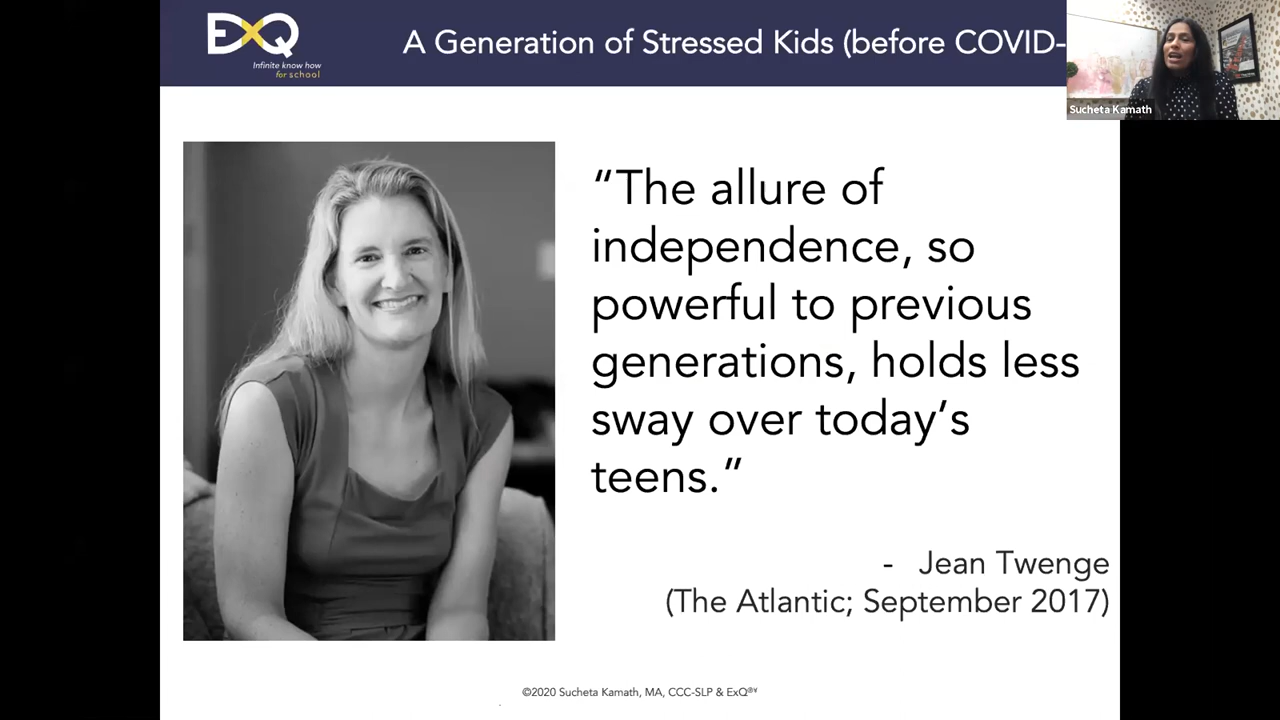 EXQ
Infinite know how
for school
A Generation of Stressed Kids (before COVID-
Sucheta Kamath
“The allure of
independence, so
powerful to previous
generations, holds less
sway over today’s
teens.”
- Jean Twenge
(The Atlantic; September 2017)
©2020 Sucheta Kamath, MA, CCC-SLP & ExQ®